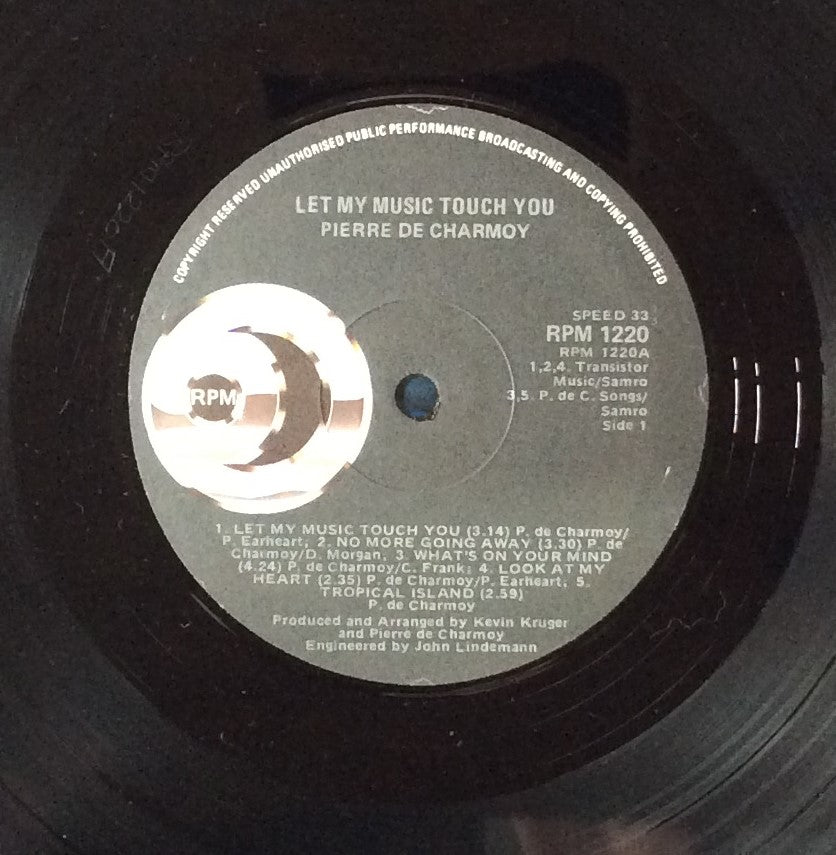 COPYRIGHT RESERVED UNAUTHORISED PUBLIC PERFORMANCE BROADCASTING AND COPYING PROHIBITED
LET MY MUSIC TOUCH YOU
PIERRE DE CHARMOY
SPEED 33
RPM 1220
RPM 1220A
1,2,4. Transistor
Music/Samro
3,5. P. de C. Songs/
Samro
Side 1
RPM
1. LET MY MUSIC TOUCH YOU (3.14) P. de Charmoy/
P. Earheart; 2. NO MORE GOING AWAY (3.30) P. de
Charmoy/D. Morgan; 3. WHAT'S ON YOUR MIND
(4.24) P. de Charmoy/C. Frank; 4. LOOK AT MY
HEART (2.35) P. de Charmoy/P. Earheart; 5.
TROPICAL ISLAND (2.59)
P. de Charmoy
Produced and Arranged by Kevin Kruger
and Pierre de Charmoy
Engineered by John Lindemann